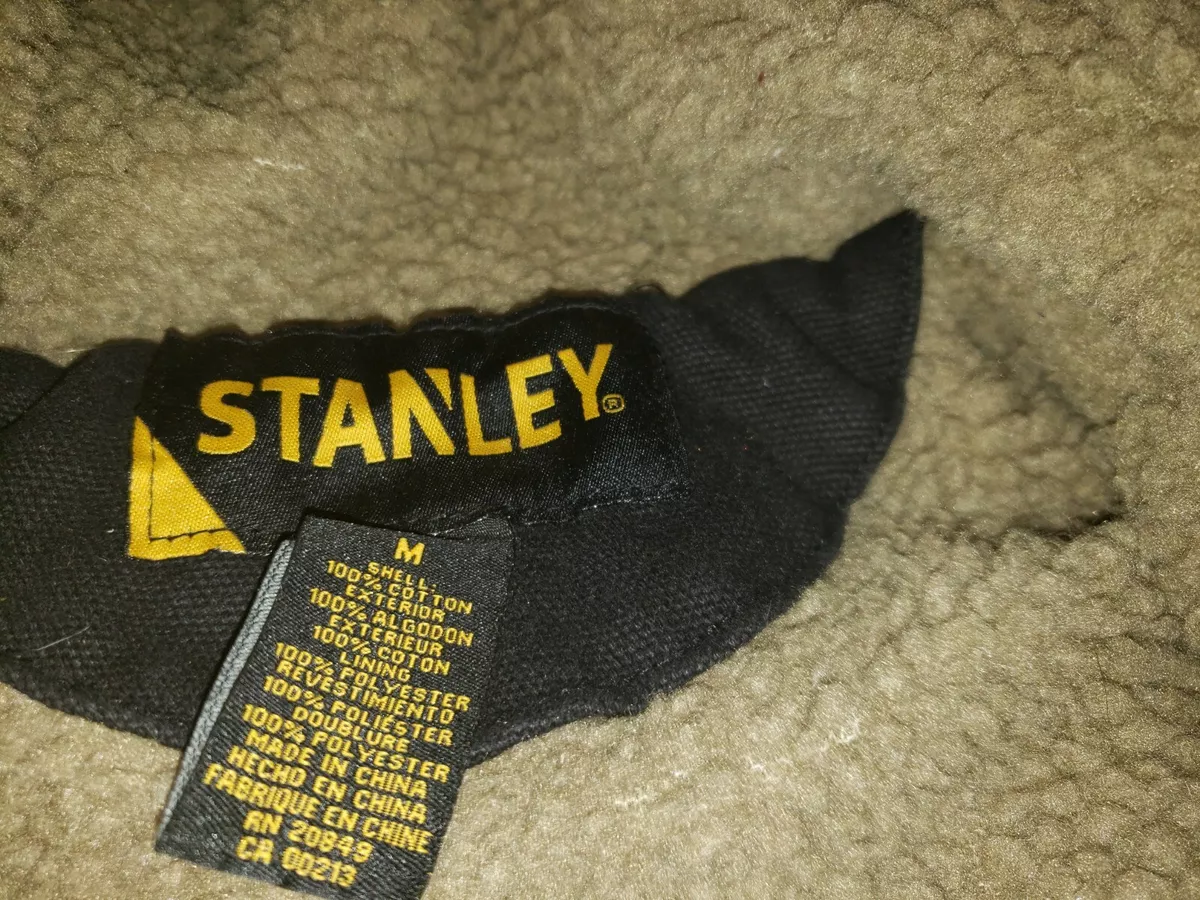 STANLEY®
M
SHELL:
100% COTTON
EXTERIOR
100% ALGODON
EXTERIEUR
100% COTON
LINING
100% POLYESTER
REVESTIMIENTO
100% POLIÉSTER
DOUBLURE
100% POLYESTER
MADE IN CHINA
HECHO EN CHINA
FABRIQUE EN CHINE
RN 20849
CA 00213